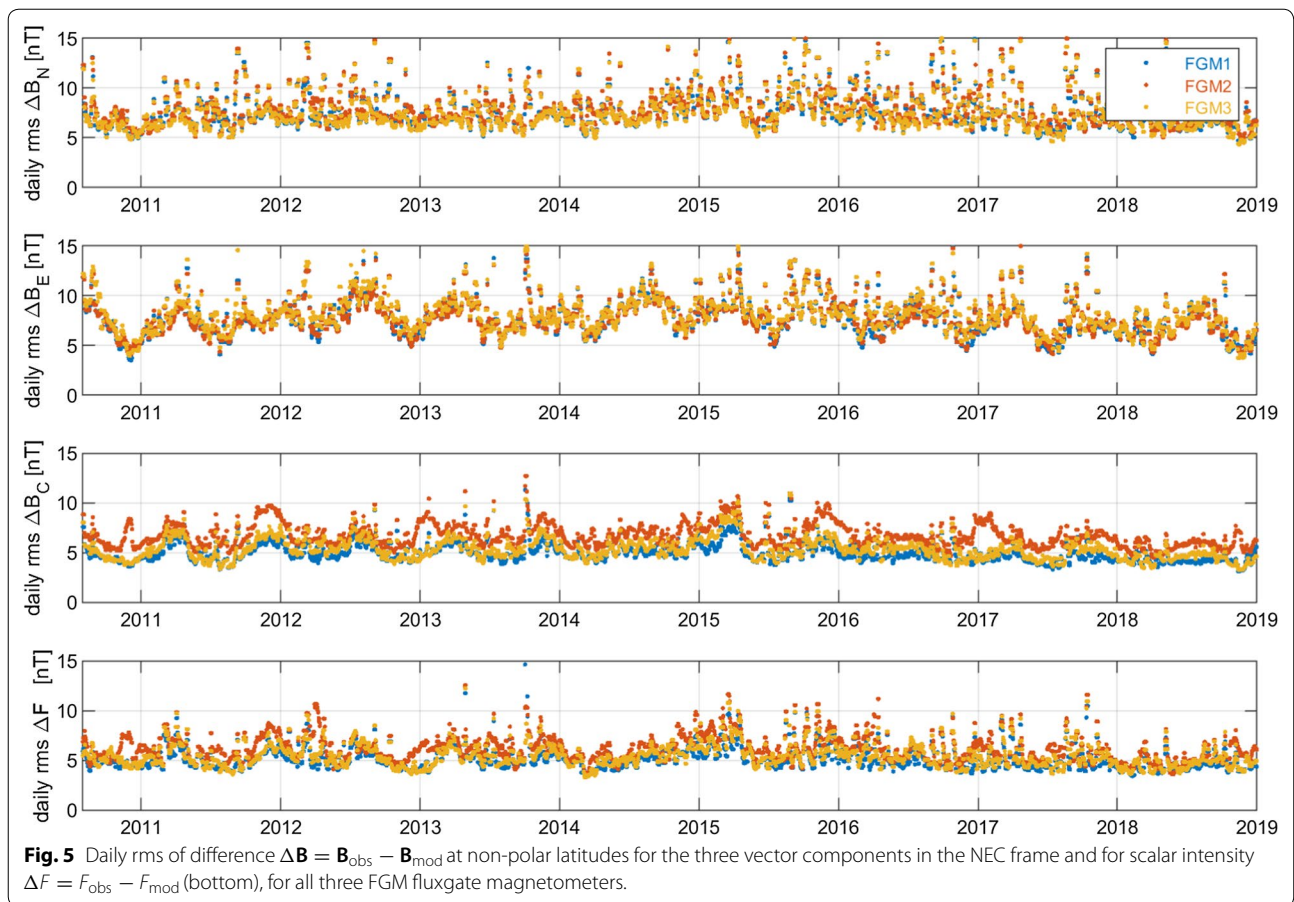 15
10
5
0
daily rms ΔB_N [nT]
FGM1
FGM2
FGM3
2011 2012 2013 2014 2015 2016 2017 2018 2019
15
10
5
0
daily rms ΔB_E [nT]
2011 2012 2013 2014 2015 2016 2017 2018 2019
15
10
5
0
daily rms ΔB_C [nT]
2011 2012 2013 2014 2015 2016 2017 2018 2019
15
10
5
0
daily rms ΔF [nT]
2011 2012 2013 2014 2015 2016 2017 2018 2019
Fig. 5 Daily rms of difference ΔB = B_obs − B_mod at non-polar latitudes for the three vector components in the NEC frame and for scalar intensity
ΔF = F_obs − F_mod (bottom), for all three FGM fluxgate magnetometers.